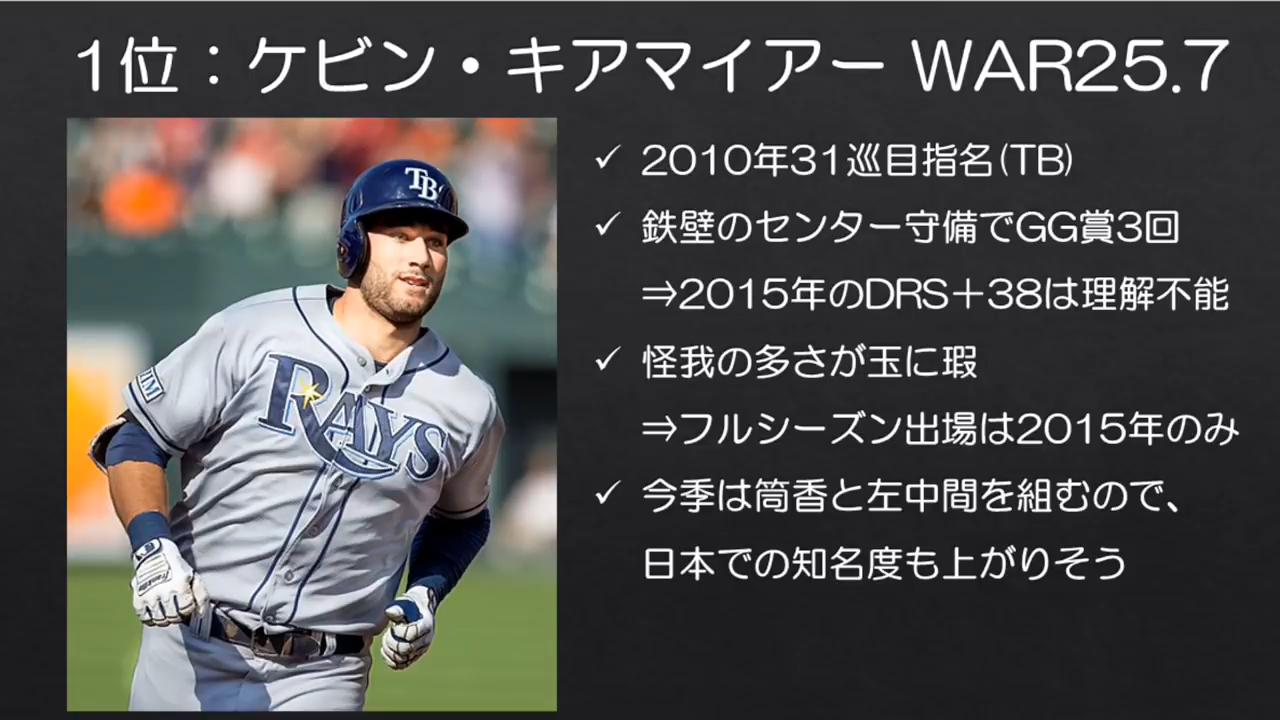 1位：ケビン・キアマイアー WAR25.7
✓ 2010年31巡目指名(TB)
✓ 鉄壁のセンター守備でGG賞3回
⇒2015年のDRS＋38は理解不能
✓ 怪我の多さが玉に瑕
⇒フルシーズン出場は2015年のみ
✓ 今季は筒香と左中間を組むので、
日本での知名度も上がりそう
TB
RAYS